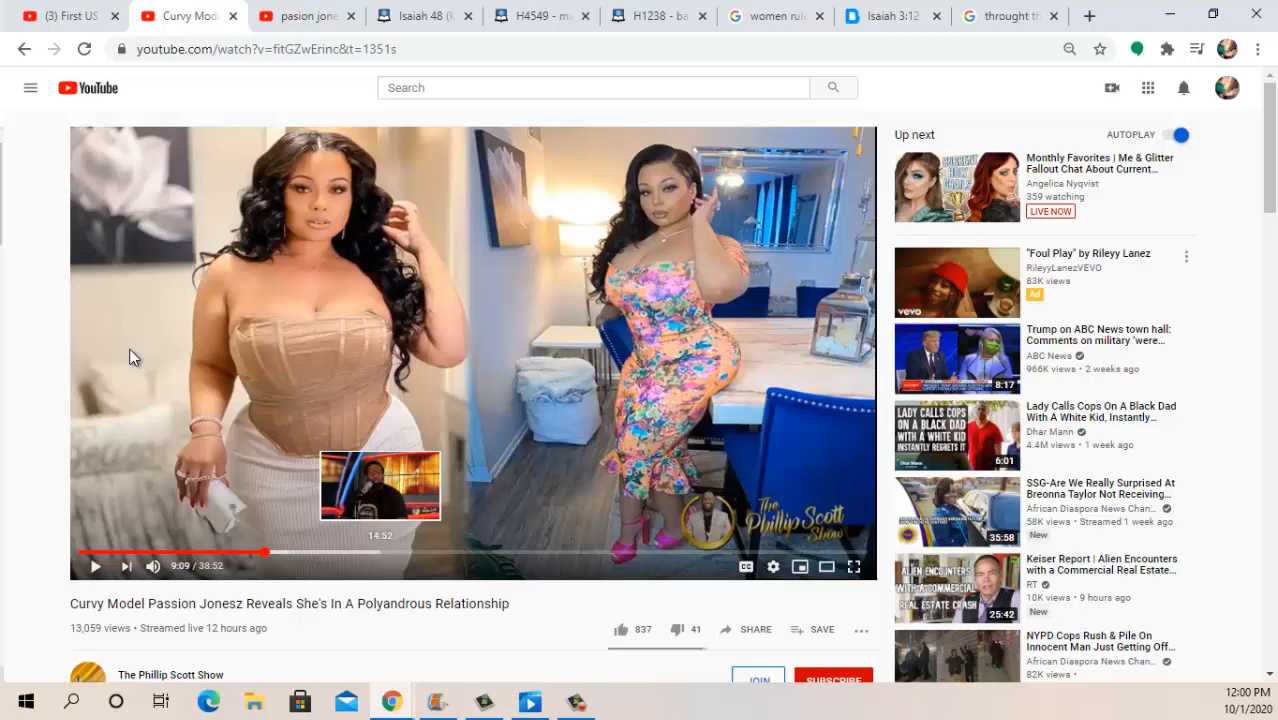 (1) First US
Curvy Mod
pasion jone
Isaiah 48 (K
H4549 - m
H1238 - ba
women rul
Isaiah 3:12
throught th
youtube.com/watch?v=fitGZwErinc&t=1351s
YouTube
Search
Up next
AUTOPLAY
CURRENT
HOLY
GRAILS
Monthly Favorites | Me & Glitter
Fallout Chat About Current...
Angelica Nyqvist
359 watching
LIVE NOW
vevo
"Foul Play" by Rileyy Lanez
RileyyLanezVEVO
83K views
Ad
8:17
Trump on ABC News town hall:
Comments on military 'were...
ABC News
966K views • 2 weeks ago
LADY CALLS COPS
ON A BLACK DAD
WITH A WHITE KID,
INSTANTLY
REGRETS IT
Dhar Mann
6:01
Lady Calls Cops On A Black Dad
With A White Kid, Instantly...
Dhar Mann
4.4M views • 1 week ago
35:58
SSG-Are We Really Surprised At
Breonna Taylor Not Receiving...
African Diaspora News Chan...
58K views • Streamed 1 week ago
New
ALIEN ENCOUNTERS
WITH A COMMERCIAL
REAL ESTATE CRASH
25:42
Keiser Report | Alien Encounters
with a Commercial Real Estate...
RT
10K views • 9 hours ago
New
NYPD Cops Rush & Pile On
Innocent Man Just Getting Off...
African Diaspora News Chan...
82K views •
The
Phillip Scott
Show
14:52
9:09 / 38:52
CC
Curvy Model Passion Jonesz Reveals She's In A Polyandrous Relationship
13,059 views • Streamed live 12 hours ago
837
41
SHARE
SAVE
The Phillip Scott Show
JOIN
SUBSCRIBE
12:00 PM
10/1/2020